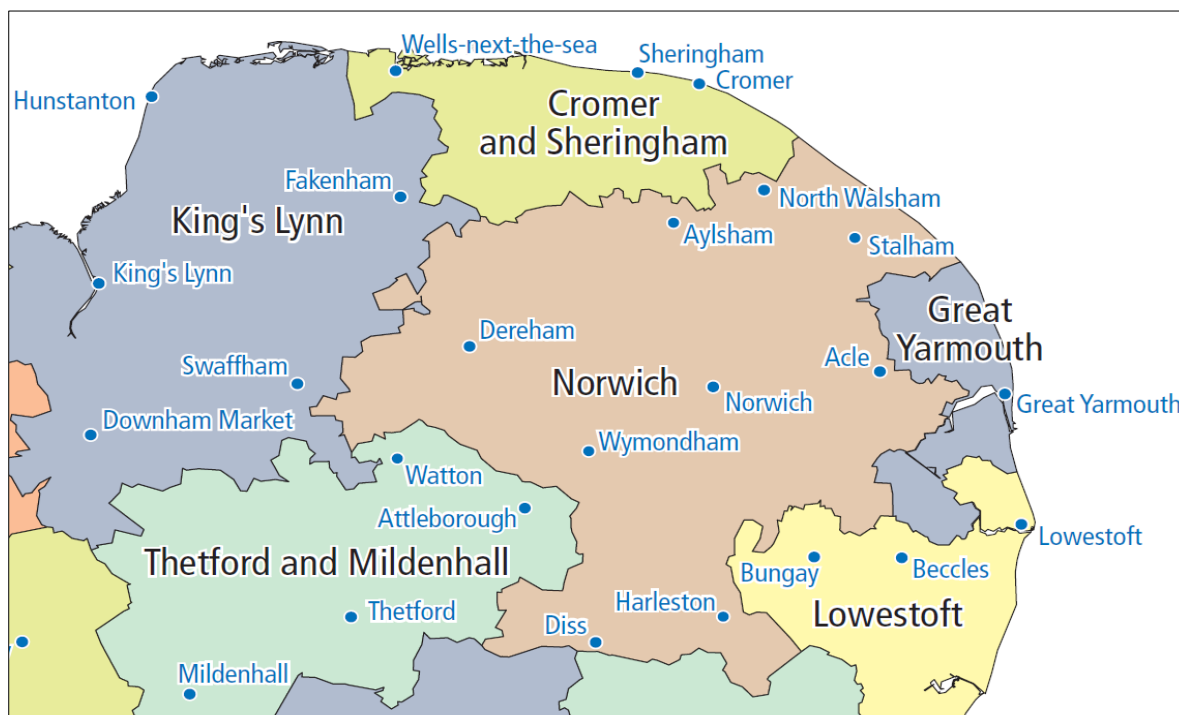 Wells-next-the-sea
Sheringham
Cromer
Hunstanton
Cromer
and Sheringham
Fakenham
North Walsham
King's Lynn
Aylsham
Stalham
King's Lynn
Great
Yarmouth
Dereham
Swaffham
Acle
Norwich
Norwich
Great Yarmouth
Downham Market
Wymondham
Watton
Attleborough
Lowestoft
Thetford and Mildenhall
Bungay
Beccles
Thetford
Harleston
Lowestoft
Diss
Mildenhall